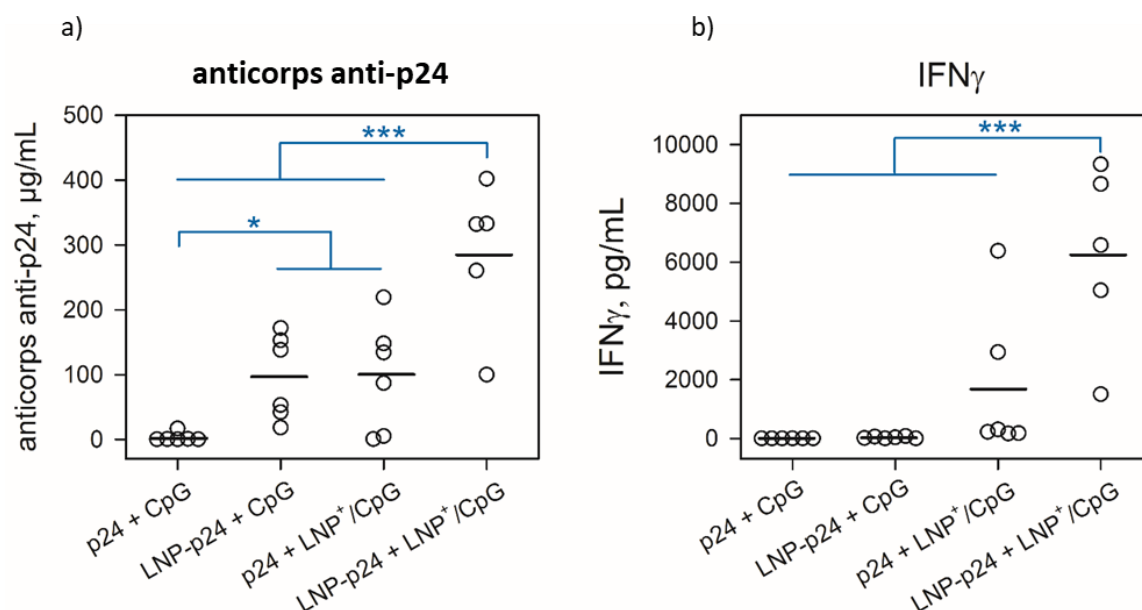 a)
anticorps anti-p24
anticorps anti-p24, µg/mL
500
400
300
200
100
0
***
*
p24 + CpG
LNP-p24 + CpG
p24 + LNP⁺/CpG
LNP-p24 + LNP⁺/CpG
b)
IFNγ
IFNγ, pg/mL
10000
8000
6000
4000
2000
0
***
p24 + CpG
LNP-p24 + CpG
p24 + LNP⁺/CpG
LNP-p24 + LNP⁺/CpG